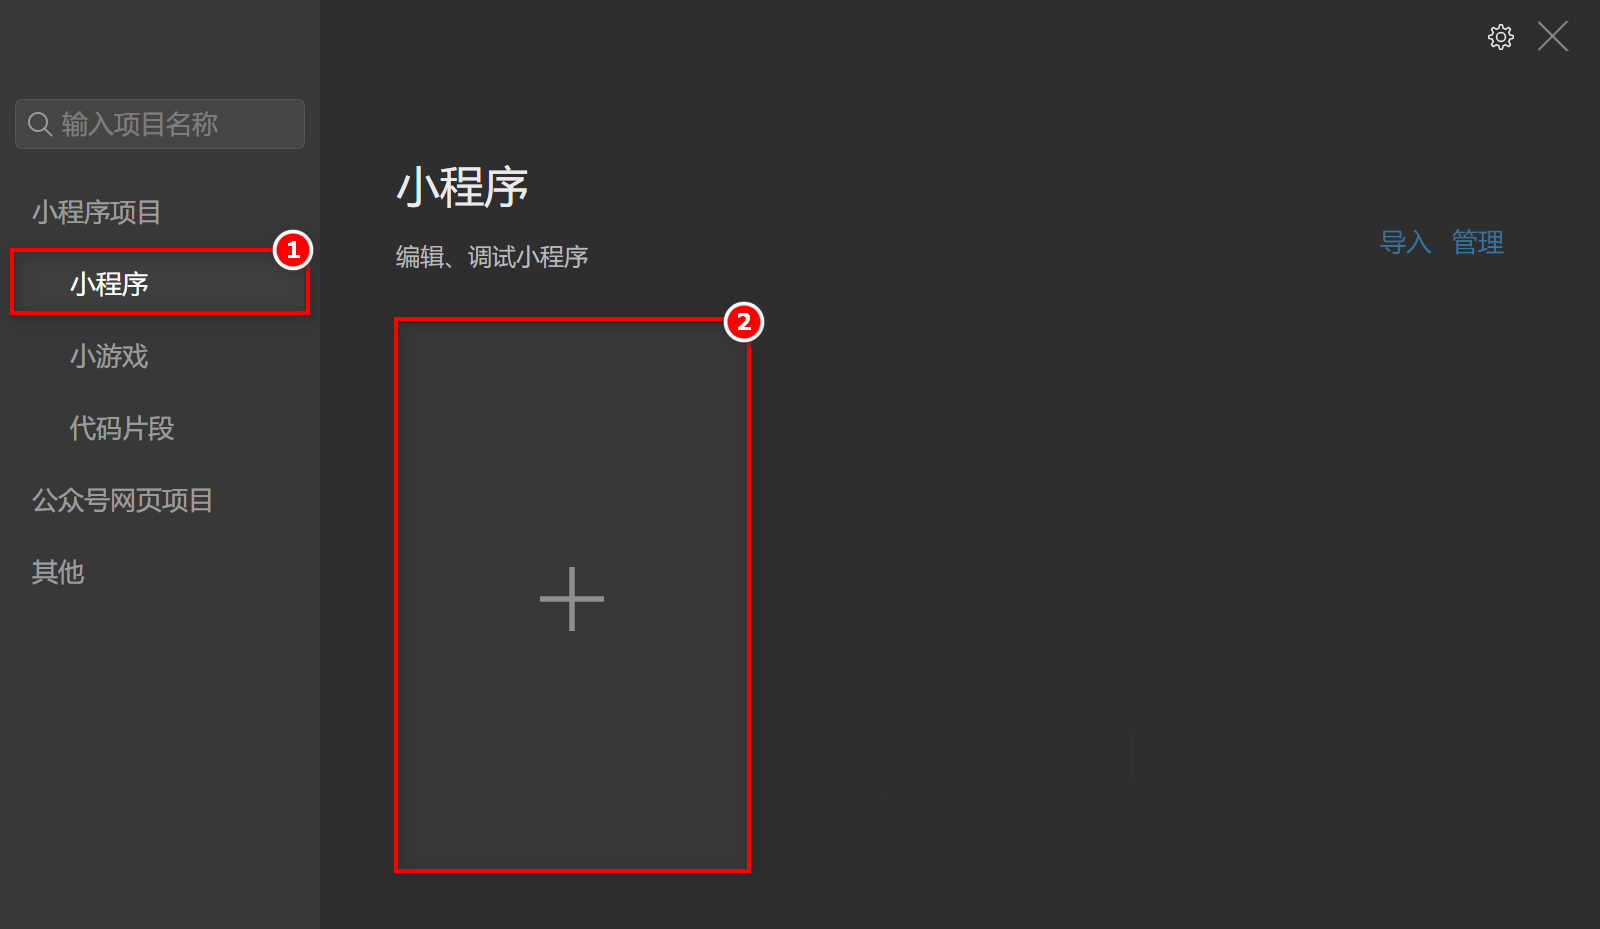 输入项目名称
小程序项目
1
小程序
小游戏
代码片段
公众号网页项目
其他
小程序
编辑、调试小程序
导入 管理
2